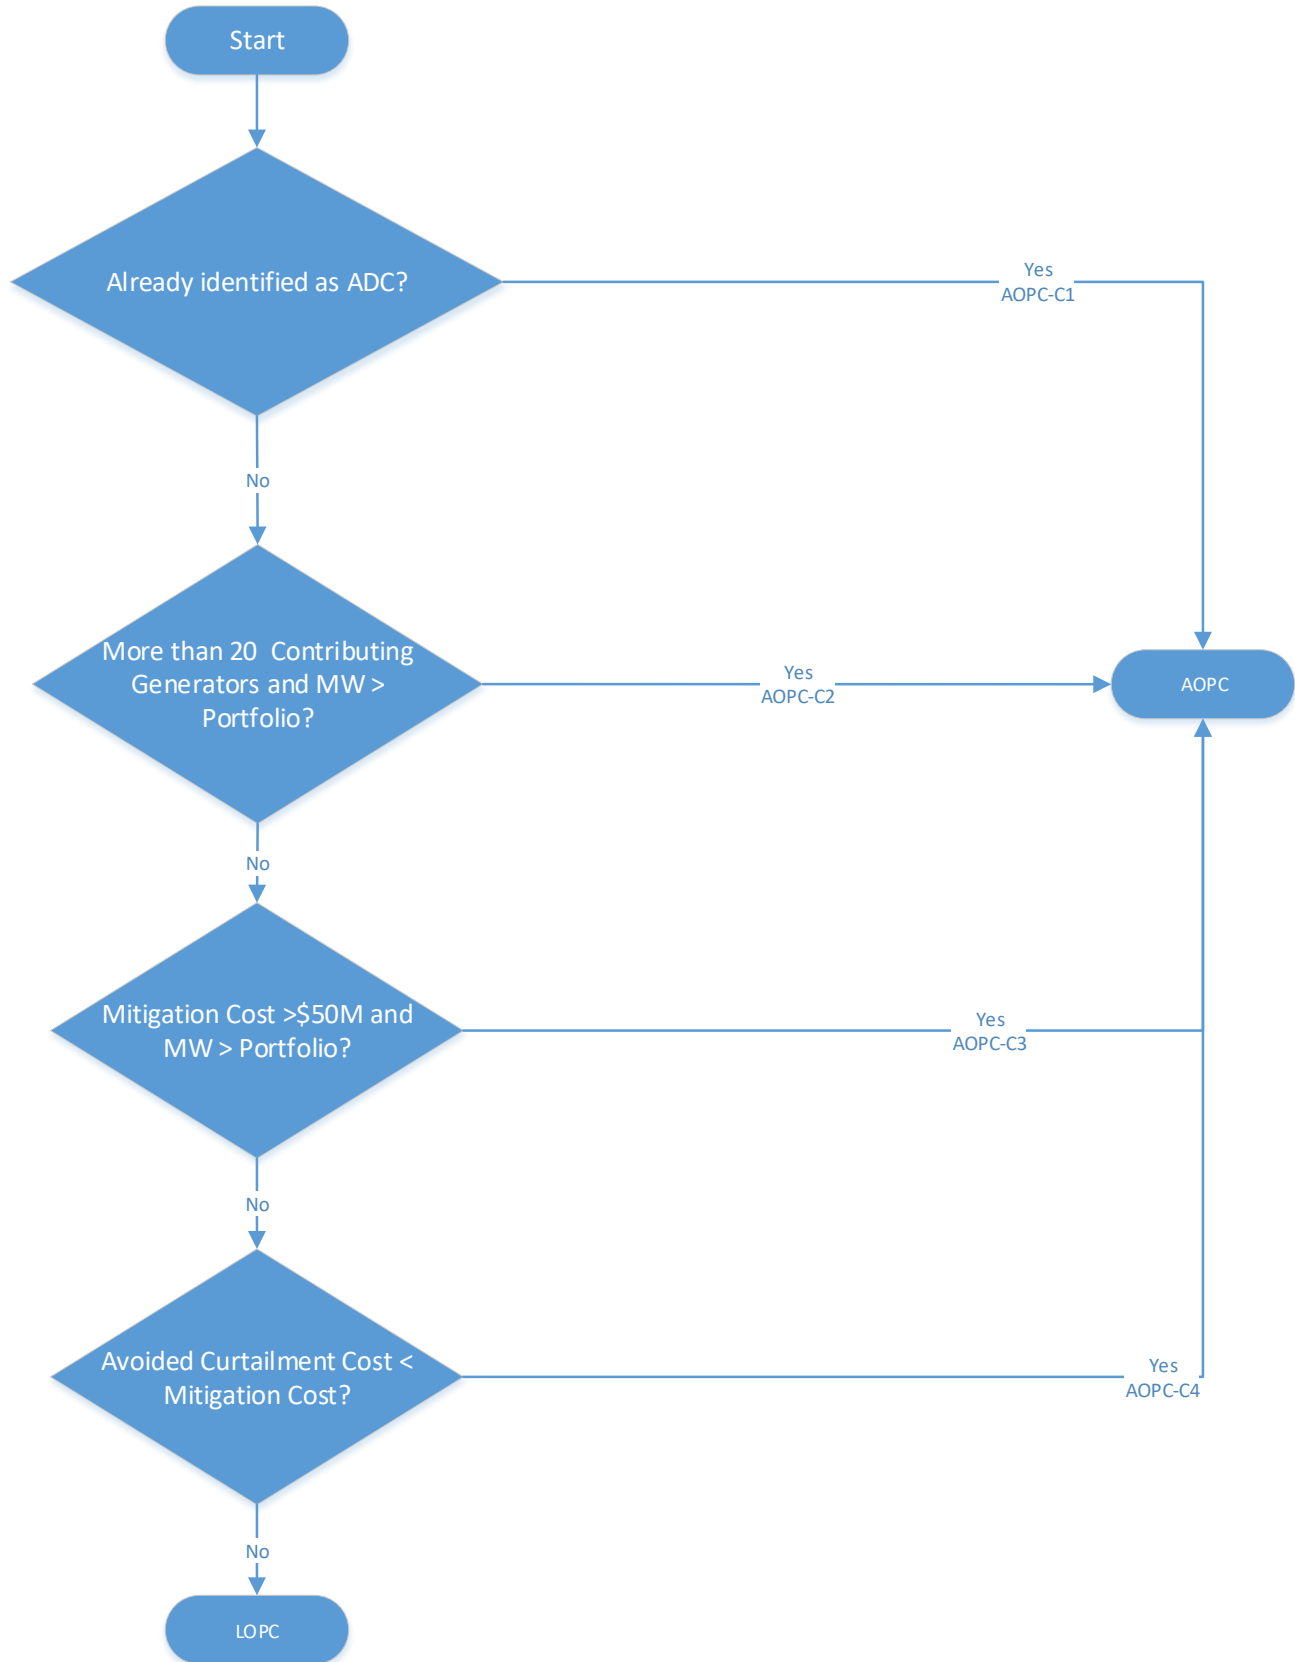 Start
Already identified as ADC?
Yes
AOPC-C1
No
More than 20  Contributing
Generators and MW >
Portfolio?
Yes
AOPC-C2
AOPC
No
Mitigation Cost >$50M and
MW > Portfolio?
Yes
AOPC-C3
No
Avoided Curtailment Cost <
Mitigation Cost?
Yes
AOPC-C4
No
LOPC